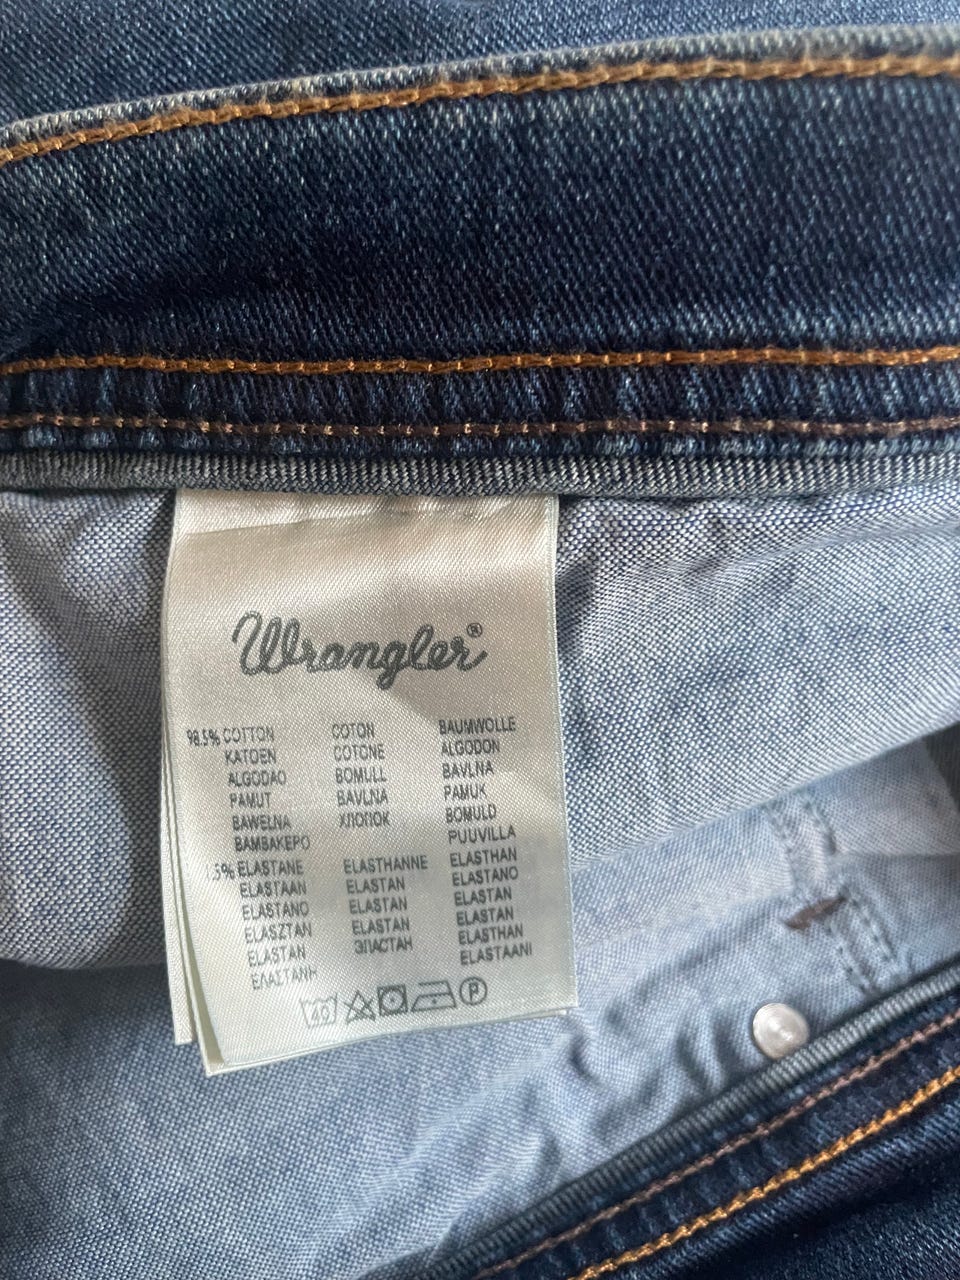 Wrangler®
98.5% COTTON COTON BAUMWOLLE
KATOEN COTONE ALGODON
ALGODAO BOMULL BAVLNA
PAMUT BAVLNA PAMUK
BAWELNA ХЛОПОК BOMULD
ΒΑΜΒΑΚΕΡΟ PUUVILLA
1.5% ELASTANE ELASTHANNE ELASTHAN
ELASTAAN ELASTAN ELASTANO
ELASTANO ELASTAN ELASTAN
ELASZTAN ELASTAN ELASTAN
ELASTAN ЭЛАСТАН ELASTHAN
ΕΛΑΣΤΑΝΗ ELASTAANI
40 P